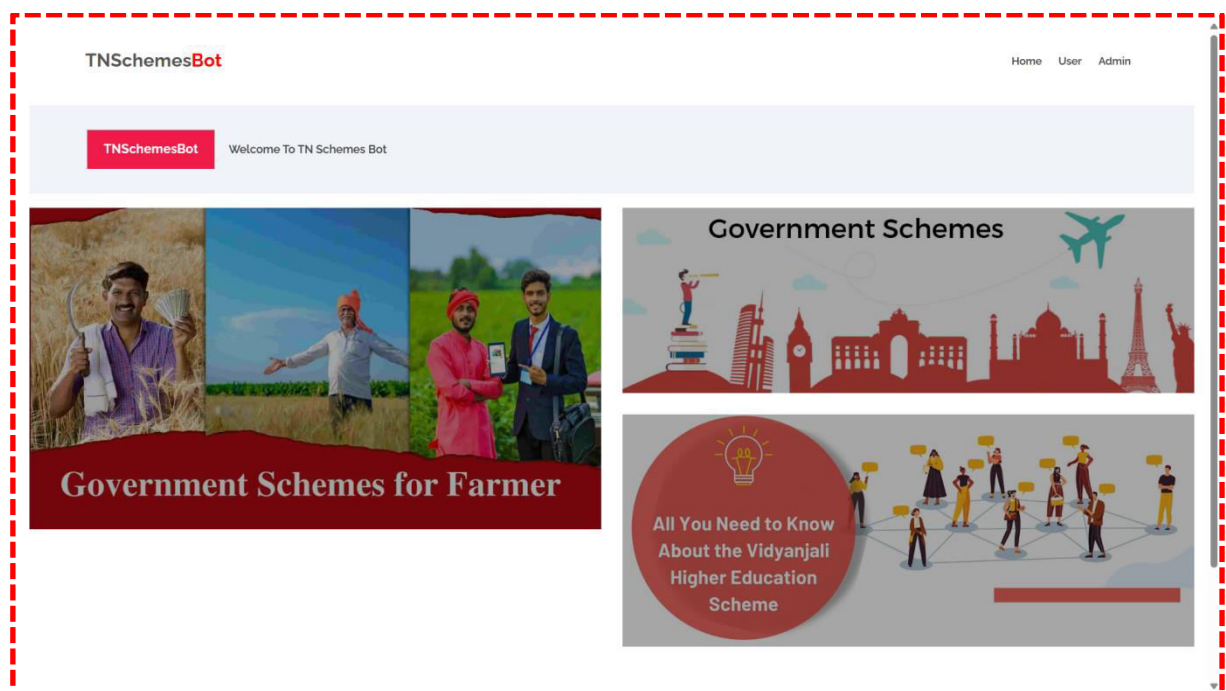 TNSchemesBot
Home User Admin
TNSchemesBot
Welcome To TN Schemes Bot
Government Schemes for Farmer
Government Schemes
All You Need to Know
About the Vidyanjali
Higher Education
Scheme